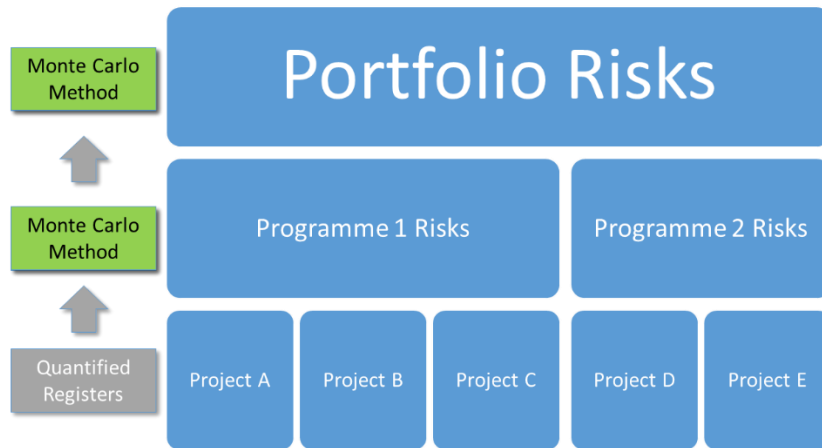 Monte Carlo
Method
Portfolio Risks
Monte Carlo
Method
Programme 1 Risks
Programme 2 Risks
Quantified
Registers
Project A
Project B
Project C
Project D
Project E